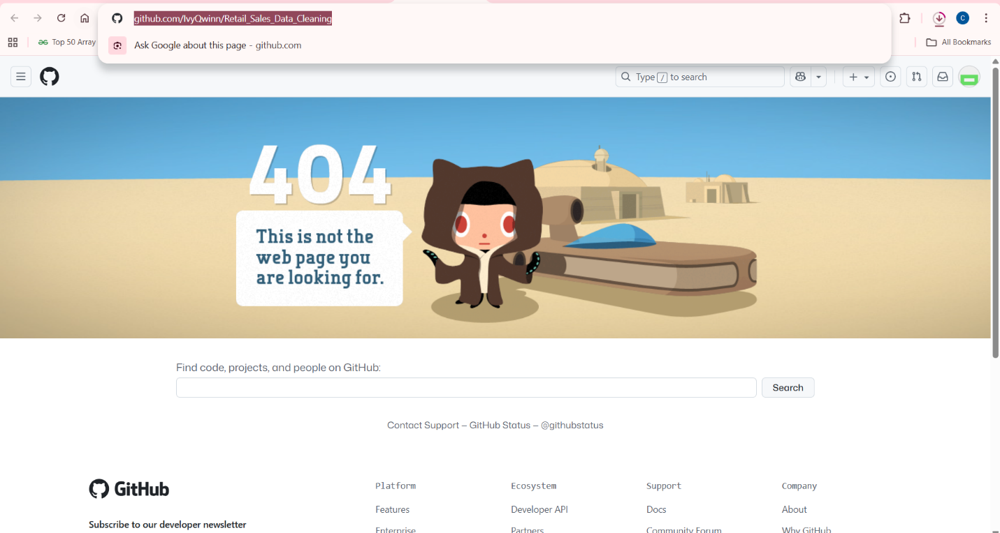 github.com/IvyQwinn/Retail_Sales_Data_Cleaning
Top 50 Array
Ask Google about this page - github.com
All Bookmarks
C
Type / to search
404
This is not the
web page you
are looking for.
Find code, projects, and people on GitHub:
Search
Contact Support — GitHub Status — @githubstatus
GitHub
Subscribe to our developer newsletter
Platform
Features
Enterprise
Ecosystem
Developer API
Partners
Support
Docs
Community Forum
Company
About
Why GitHub